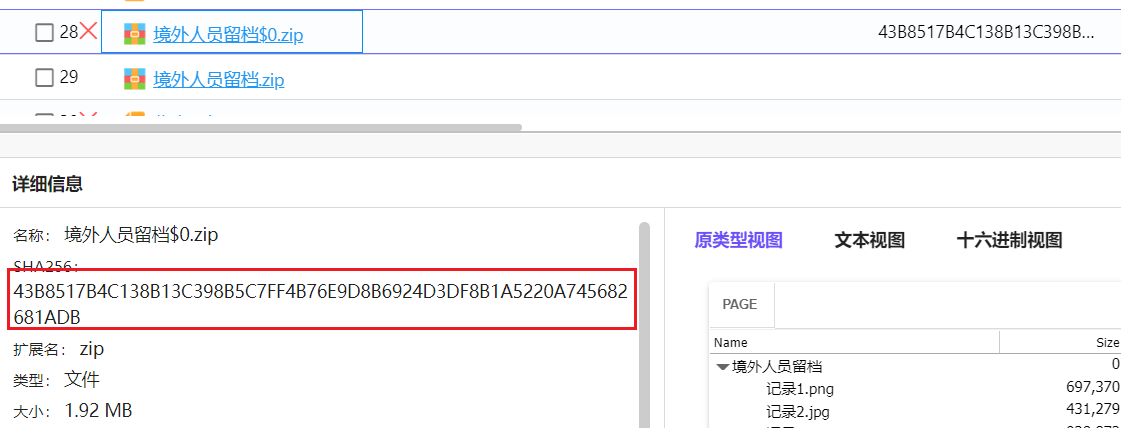 28 境外人员留档$0.zip 43B8517B4C138B13C398B...
29 境外人员留档.zip
详细信息
名称： 境外人员留档$0.zip
SHA256:
43B8517B4C138B13C398B5C7FF4B76E9D8B6924D3DF8B1A5220A745682
681ADB
扩展名： zip
类型： 文件
大小： 1.92 MB
原类型视图 文本视图 十六进制视图
PAGE
Name Size
境外人员留档 0
记录1.png 697,370
记录2.jpg 431,279